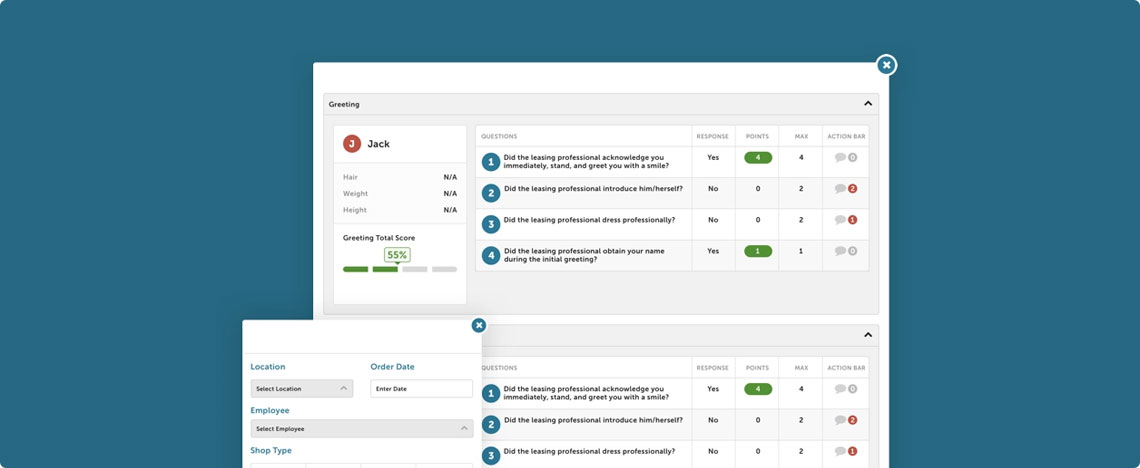 Greeting
J Jack
Hair N/A
Weight N/A
Height N/A
Greeting Total Score
55%
QUESTIONS RESPONSE POINTS MAX ACTION BAR
1 Did the leasing professional acknowledge you
immediately, stand, and greet you with a smile? Yes 4 4 0
2 Did the leasing professional introduce him/herself? No 0 2 2
3 Did the leasing professional dress professionally? No 0 2 1
4 Did the leasing professional obtain your name
during the initial greeting? Yes 1 1 0
Location Order Date
Select Location Enter Date
Employee
Select Employee
Shop Type
QUESTIONS RESPONSE POINTS MAX ACTION BAR
1 Did the leasing professional acknowledge you
immediately, stand, and greet you with a smile? Yes 4 4 0
2 Did the leasing professional introduce him/herself? No 0 2 2
3 Did the leasing professional dress professionally? No 0 2 1